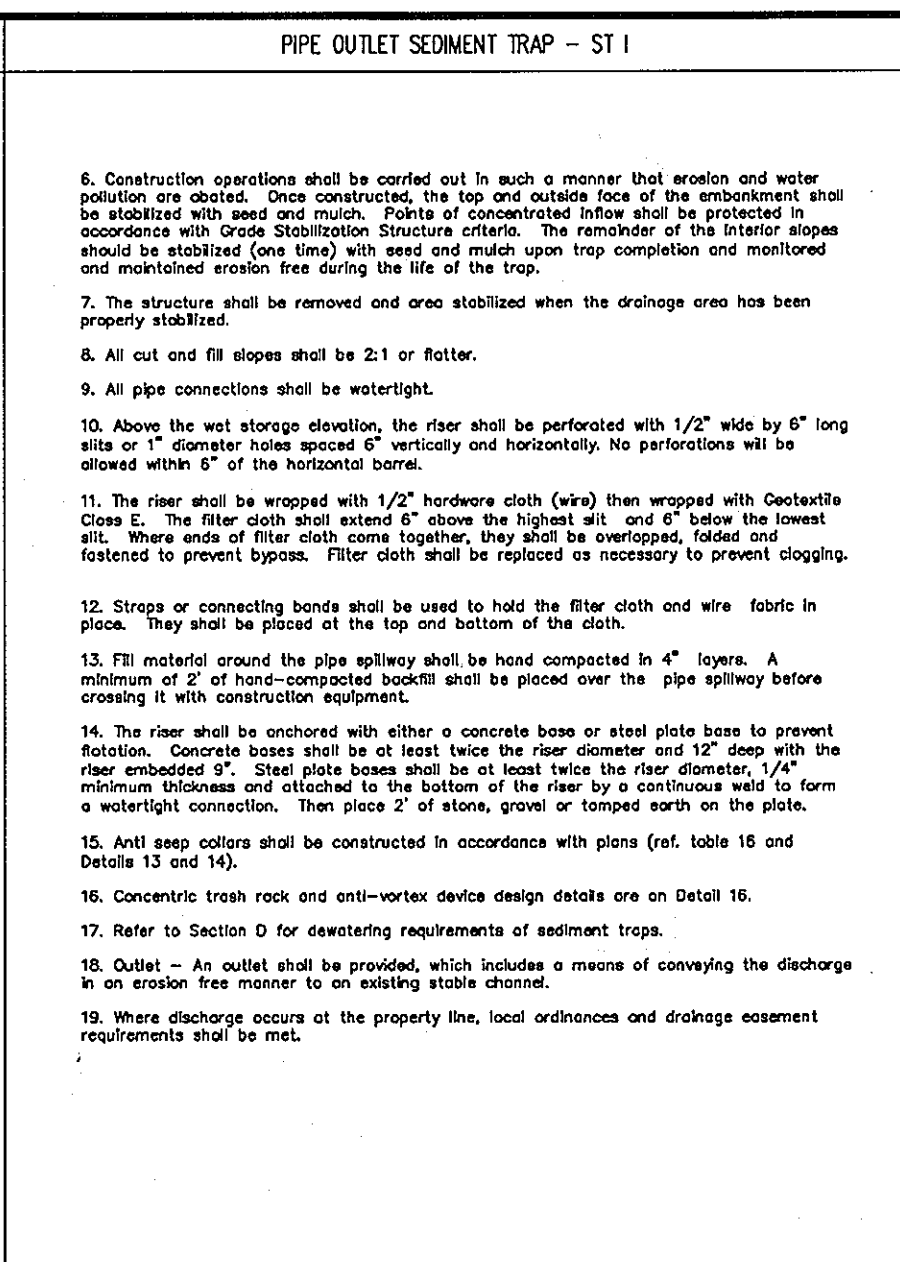 PIPE OUTLET SEDIMENT TRAP - ST I
6. Construction operations shall be carried out in such a manner that erosion and water
pollution are abated. Once constructed, the top and outside face of the embankment shall
be stabilized with seed and mulch. Points of concentrated inflow shall be protected in
accordance with Grade Stabilization Structure criteria. The remainder of the interior slopes
should be stabilized (one time) with seed and mulch upon trap completion and monitored
and maintained erosion free during the life of the trap.
7. The structure shall be removed and area stabilized when the drainage area has been
properly stabilized.
8. All cut and fill slopes shall be 2:1 or flatter.
9. All pipe connections shall be watertight.
10. Above the wet storage elevation, the riser shall be perforated with 1/2" wide by 6" long
slits or 1" diameter holes spaced 6" vertically and horizontally. No perforations will be
allowed within 6" of the horizontal barrel.
11. The riser shall be wrapped with 1/2" hardware cloth (wire) then wrapped with Geotextile
Class E. The filter cloth shall extend 6" above the highest slit and 6" below the lowest
slit. Where ends of filter cloth come together, they shall be overlapped, folded and
fastened to prevent bypass. Filter cloth shall be replaced as necessary to prevent clogging.
12. Straps or connecting bands shall be used to hold the filter cloth and wire fabric in
place. They shall be placed at the top and bottom of the cloth.
13. Fill material around the pipe spillway shall be hand compacted in 4" layers. A
minimum of 2' of hand-compacted backfill shall be placed over the pipe spillway before
crossing it with construction equipment.
14. The riser shall be anchored with either a concrete base or steel plate base to prevent
flotation. Concrete bases shall be at least twice the riser diameter and 12" deep with the
riser embedded 9". Steel plate bases shall be at least twice the riser diameter, 1/4"
minimum thickness and attached to the bottom of the riser by a continuous weld to form
a watertight connection. Then place 2' of stone, gravel or tamped earth on the plate.
15. Anti seep collars shall be constructed in accordance with plans (ref. table 16 and
Details 13 and 14).
16. Concentric trash rack and anti-vortex device design details are on Detail 16.
17. Refer to Section D for dewatering requirements of sediment traps.
18. Outlet - An outlet shall be provided, which includes a means of conveying the discharge
in an erosion free manner to an existing stable channel.
19. Where discharge occurs at the property line, local ordinances and drainage easement
requirements shall be met.